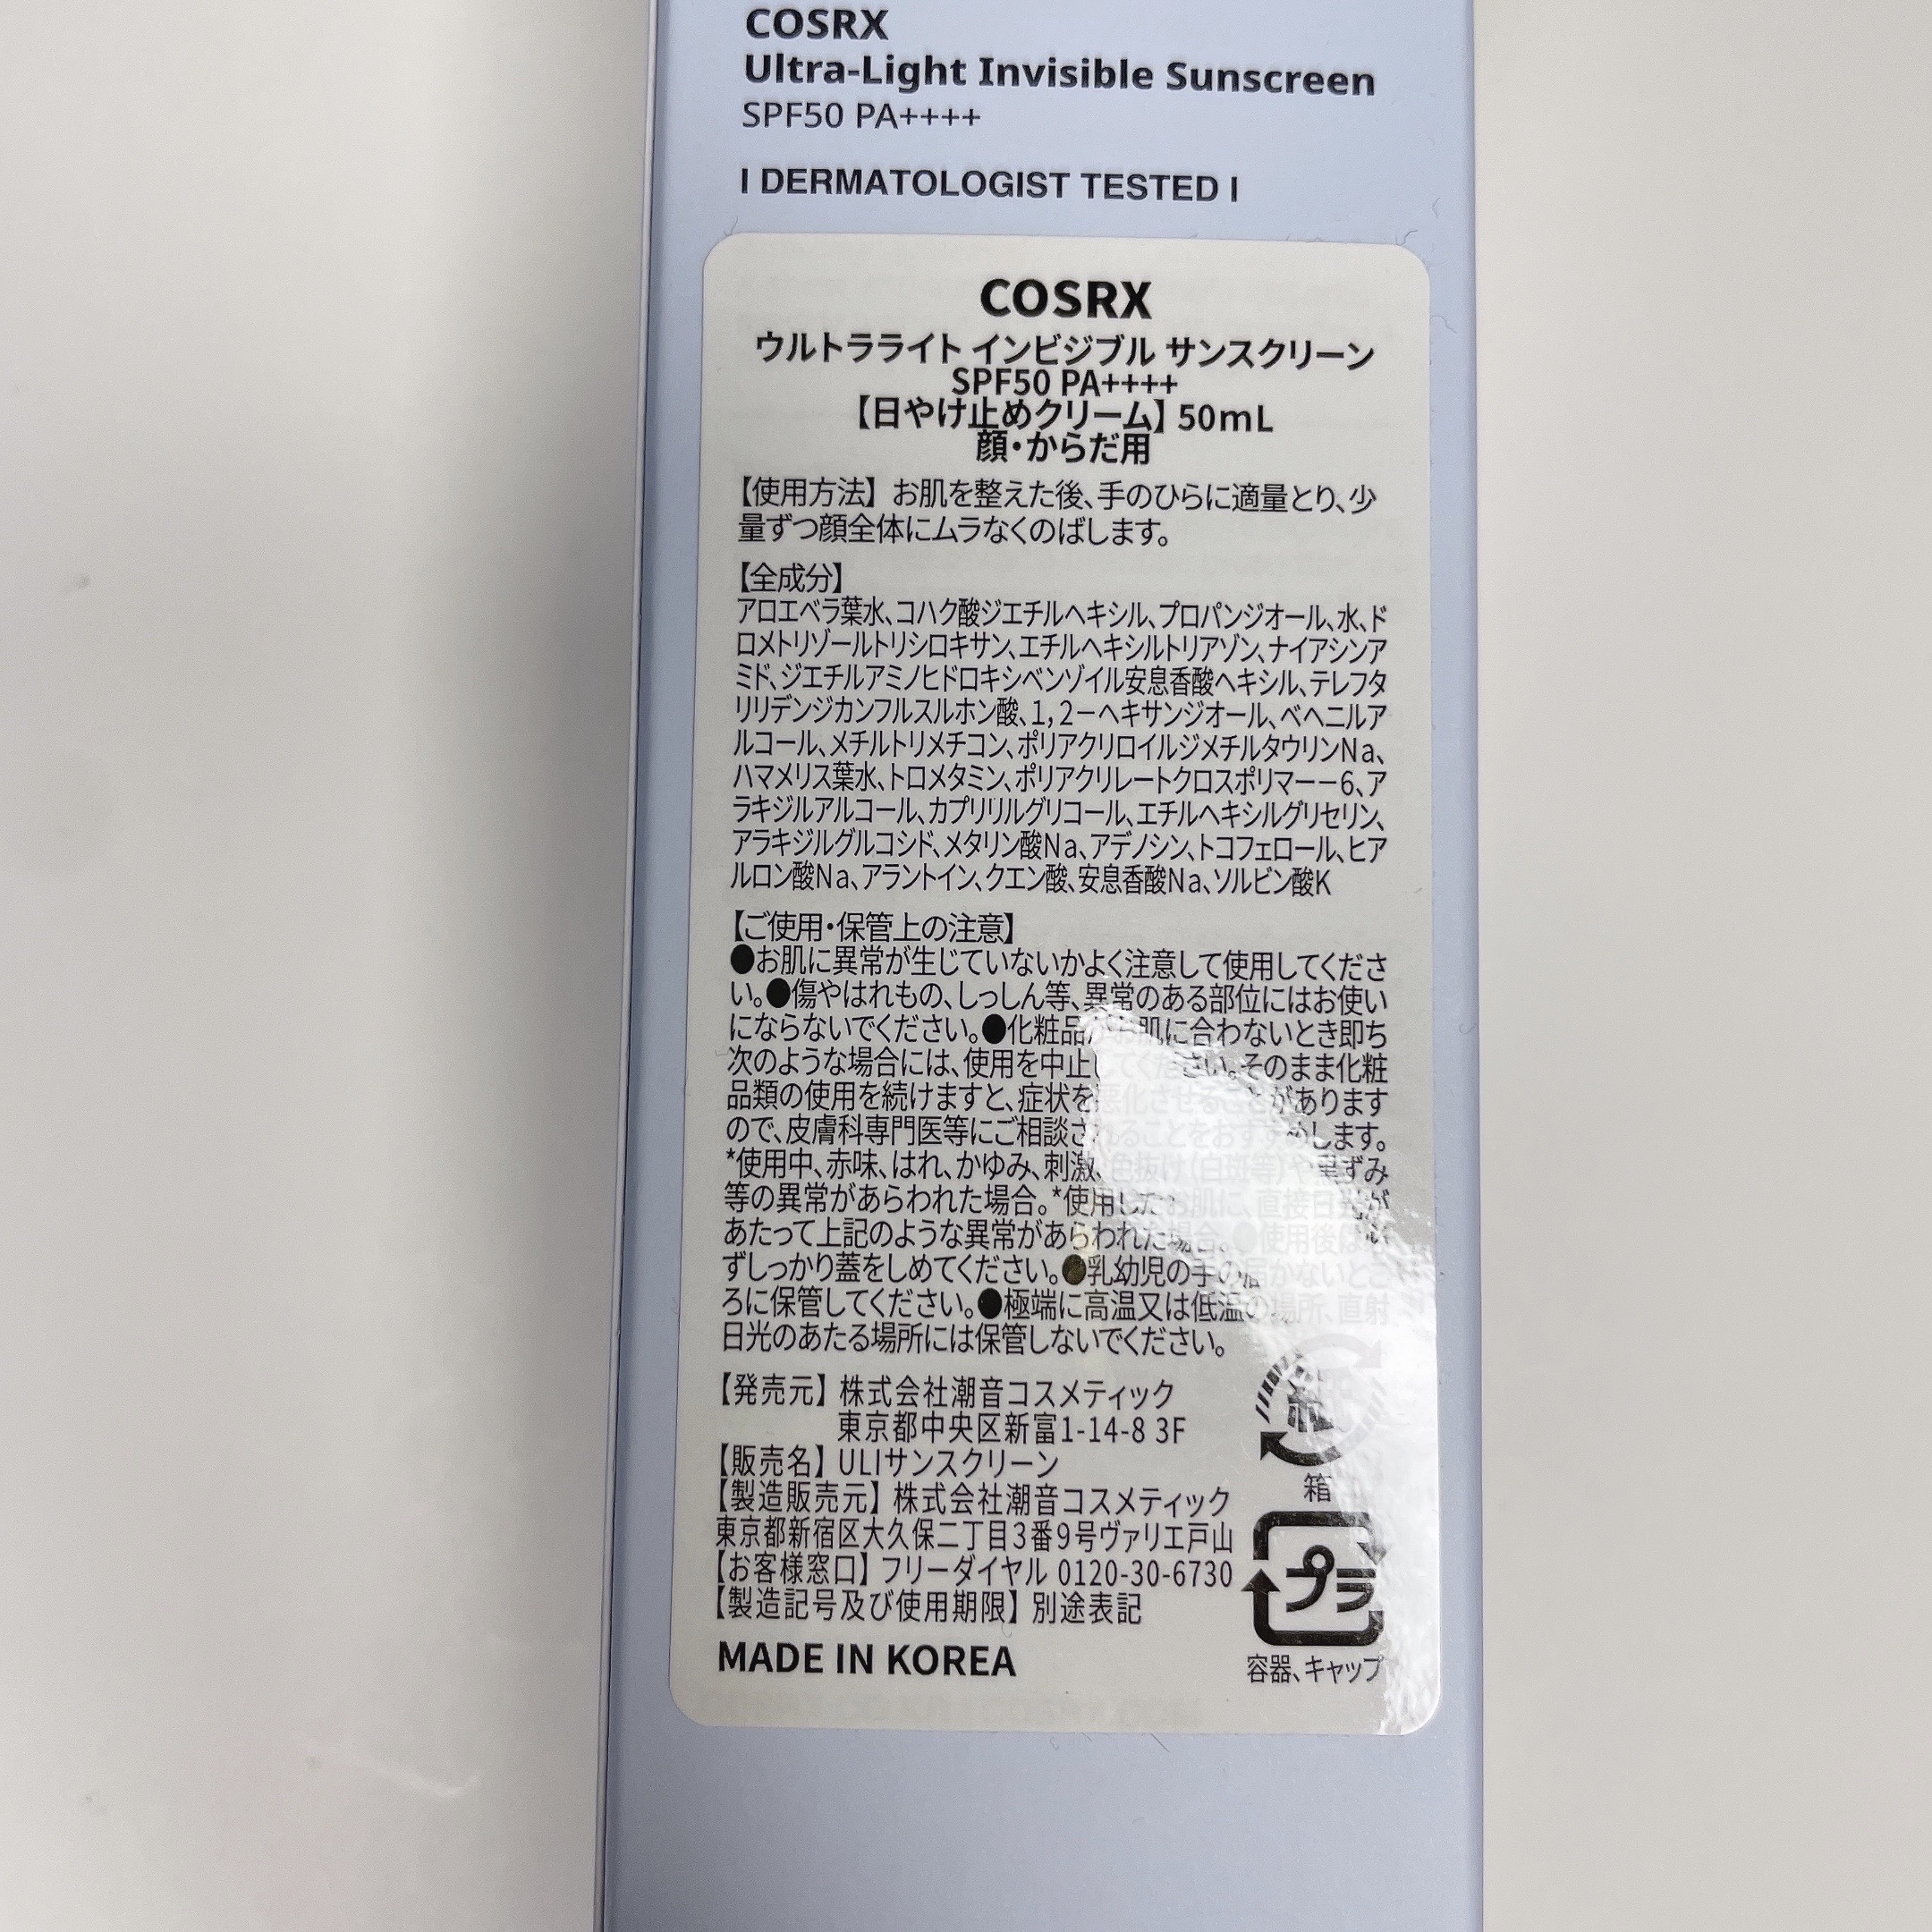 COSRX
Ultra-Light Invisible Sunscreen
SPF50 PA++++
I DERMATOLOGIST TESTED I
COSRX
ウルトラライト インビジブル サンスクリーン
SPF50 PA++++
【日やけ止めクリーム】50mL
顔・からだ用
【使用方法】お肌を整えた後、手のひらに適量とり、少
量ずつ顔全体にムラなくのばします。
【全成分】
アロエベラ葉水、コハク酸ジエチルヘキシル、プロパンジオール、水、ド
ロメトリゾールトリシロキサン、エチルヘキシルトリアゾン、ナイアシンア
ミド、ジエチルアミノヒドロキシベンゾイル安息香酸ヘキシル、テレフタ
リリデンジカンフルスルホン酸、1,2－ヘキサンジオール、ベヘニルア
ルコール、メチルトリメチコン、ポリアクリロイルジメチルタウリンNa、
ハマメリス葉水、トロメタミン、ポリアクリレートクロスポリマー－6、ア
ラキジルアルコール、カプリリルグリコール、エチルヘキシルグリセリン、
アラキジルグルコシド、メタリン酸Na、アデノシン、トコフェロール、ヒア
ルロン酸Na、アラントイン、クエン酸、安息香酸Na、ソルビン酸K
【ご使用・保管上の注意】
●お肌に異常が生じていないかよく注意して使用してくださ
い。●傷やはれもの、しっしん等、異常のある部位にはお使い
にならないでください。●化粧品がお肌に合わないとき即ち
次のような場合には、使用を中止してください。そのまま化粧
品類の使用を続けますと、症状を悪化させることがあります
ので、皮膚科専門医等にご相談されることをおすすめします。
*使用中、赤味、はれ、かゆみ、刺激、色抜け(白斑等)や黒ずみ
等の異常があらわれた場合。*使用したお肌に、直接日光が
あたって上記のような異常があらわれた場合。●使用後は必
ずしっかり蓋をしめてください。●乳幼児の手の届かないとこ
ろに保管してください。●極端に高温又は低温の場所、直射
日光のあたる場所には保管しないでください。
【発売元】株式会社潮音コスメティック
東京都中央区新富1-14-8 3F
【販売名】ULIサンスクリーン
【製造販売元】株式会社潮音コスメティック
東京都新宿区大久保二丁目3番9号ヴァリエ戸山
【お客様窓口】フリーダイヤル 0120-30-6730
【製造記号及び使用期限】別途表記
MADE IN KOREA
紙
箱
プラ
容器、キャップ